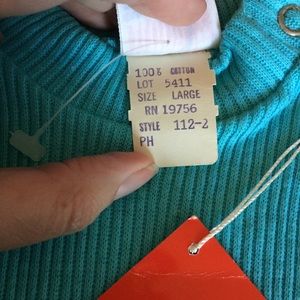 100% COTTON
LOT 5411
SIZE LARGE
RN 19756
STYLE 112-2
PH